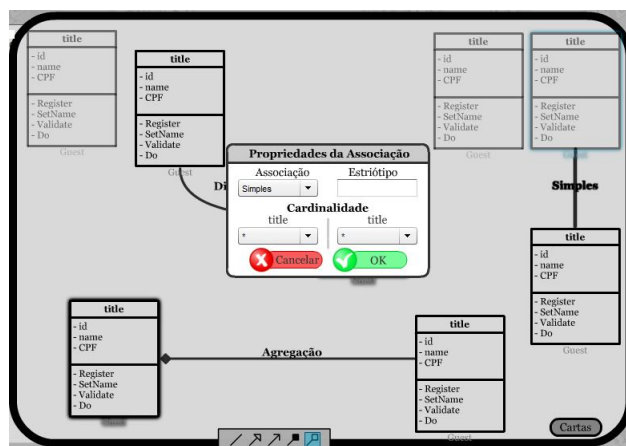 title
- id
- name
- CPF
- Register
- SetName
- Validate
- Do
Guest
title
- id
- name
- CPF
- Register
- SetName
- Validate
- Do
Guest
title
- id
- name
- CPF
- Register
- SetName
- Validate
- Do
title
- id
- name
- CPF
- Register
- SetName
- Validate
- Do
Di
Simples
Propriedades da Associação
Associação Estriótipo
Simples
Cardinalidade
title title
* *
Cancelar OK
title
- id
- name
- CPF
- Register
- SetName
- Validate
- Do
Guest
title
- id
- name
- CPF
- Register
- SetName
- Validate
- Do
Agregação
title
- id
- name
- CPF
- Register
- SetName
- Validate
- Do
Guest
Cartas